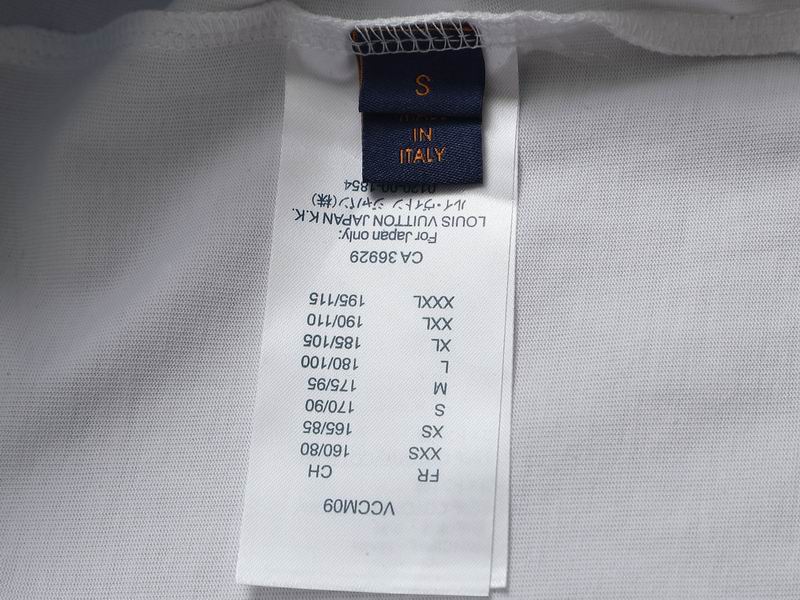 S
IN
ITALY
VCCM09
FR CH
XXS 160/80
XS 165/85
S 170/90
M 175/95
L 180/100
XL 185/105
XXL 190/110
XXXL 195/115
CA 36929
For Japan only:
LOUIS VUITTON JAPAN K.K.
ルイ・ヴィトン ジャパン(株)
0120-00-1854